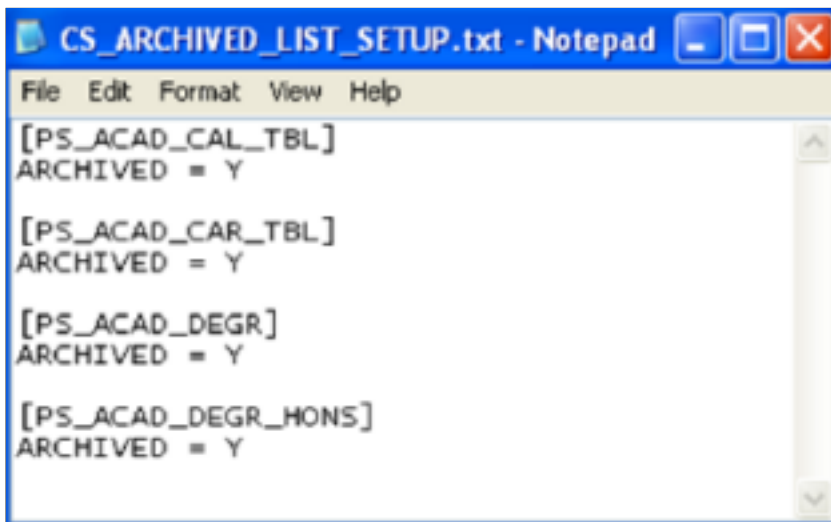 CS_ARCHIVED_LIST_SETUP.txt - Notepad
File Edit Format View Help
[PS_ACAD_CAL_TBL]
ARCHIVED = Y
[PS_ACAD_CAR_TBL]
ARCHIVED = Y
[PS_ACAD_DEGR]
ARCHIVED = Y
[PS_ACAD_DEGR_HONS]
ARCHIVED = Y